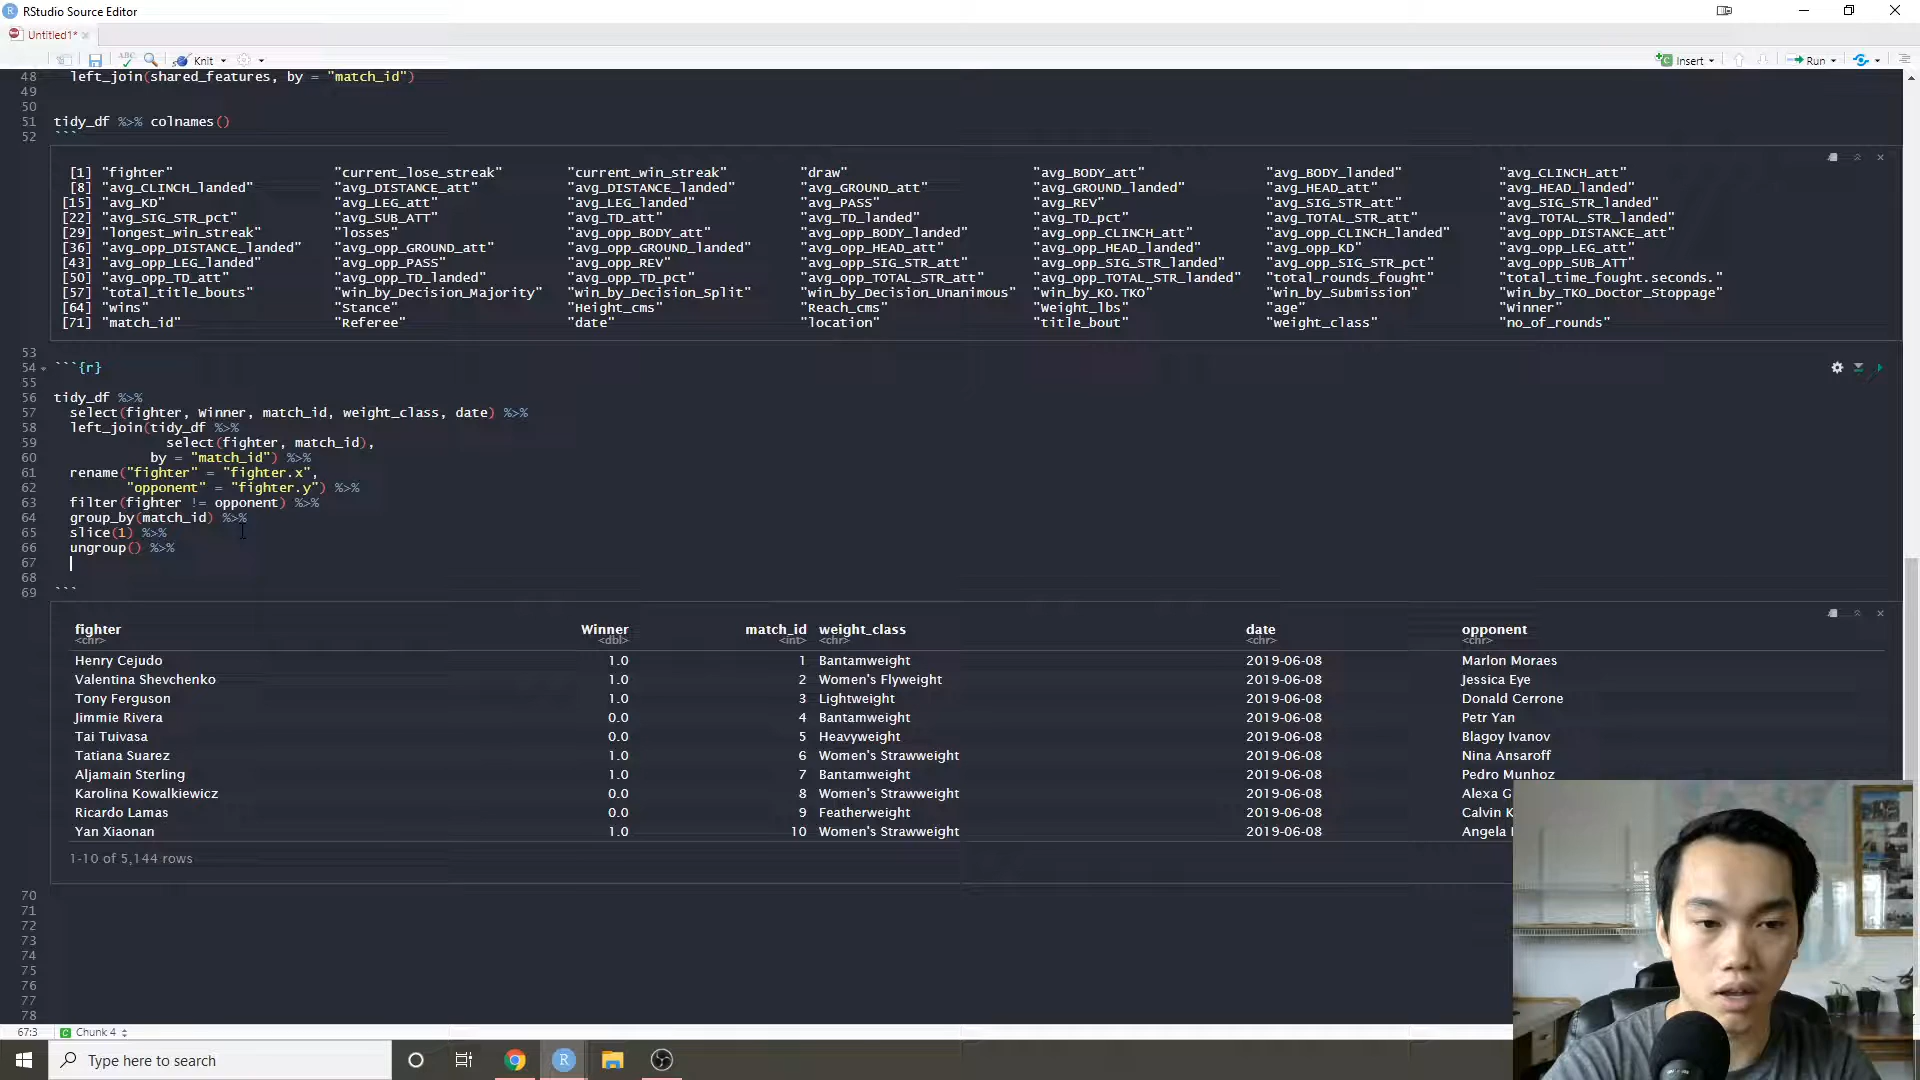 RStudio Source Editor
Untitled1*
ABC Knit Insert Run
48 left_join(shared_features, by = "match_id")
49
50
51 tidy_df %>% colnames()
52 ```
[1] "fighter" "current_lose_streak" "current_win_streak" "draw" "avg_BODY_att" "avg_BODY_landed" "avg_CLINCH_att"
[8] "avg_CLINCH_landed" "avg_DISTANCE_att" "avg_DISTANCE_landed" "avg_GROUND_att" "avg_GROUND_landed" "avg_HEAD_att" "avg_HEAD_landed"
[15] "avg_KD" "avg_LEG_att" "avg_LEG_landed" "avg_PASS" "avg_REV" "avg_SIG_STR_att" "avg_SIG_STR_landed"
[22] "avg_SIG_STR_pct" "avg_SUB_ATT" "avg_TD_att" "avg_TD_landed" "avg_TD_pct" "avg_TOTAL_STR_att" "avg_TOTAL_STR_landed"
[29] "longest_win_streak" "losses" "avg_opp_BODY_att" "avg_opp_BODY_landed" "avg_opp_CLINCH_att" "avg_opp_CLINCH_landed" "avg_opp_DISTANCE_att"
[36] "avg_opp_DISTANCE_landed" "avg_opp_GROUND_att" "avg_opp_GROUND_landed" "avg_opp_HEAD_att" "avg_opp_HEAD_landed" "avg_opp_KD" "avg_opp_LEG_att"
[43] "avg_opp_LEG_landed" "avg_opp_PASS" "avg_opp_REV" "avg_opp_SIG_STR_att" "avg_opp_SIG_STR_landed" "avg_opp_SIG_STR_pct" "avg_opp_SUB_ATT"
[50] "avg_opp_TD_att" "avg_opp_TD_landed" "avg_opp_TD_pct" "avg_opp_TOTAL_STR_att" "avg_opp_TOTAL_STR_landed" "total_rounds_fought" "total_time_fought.seconds."
[57] "total_title_bouts" "win_by_Decision_Majority" "win_by_Decision_Split" "win_by_Decision_Unanimous" "win_by_KO.TKO" "win_by_Submission" "win_by_TKO_Doctor_Stoppage"
[64] "wins" "Stance" "Height_cms" "Reach_cms" "Weight_lbs" "age" "Winner"
[71] "match_id" "Referee" "date" "location" "title_bout" "weight_class" "no_of_rounds"
53
54 ```{r}
55
56 tidy_df %>%
57 select(fighter, Winner, match_id, weight_class, date) %>%
58 left_join(tidy_df %>%
59 select(fighter, match_id),
60 by = "match_id") %>%
61 rename("fighter" = "fighter.x",
62 "opponent" = "fighter.y") %>%
63 filter(fighter != opponent) %>%
64 group_by(match_id) %>%
65 slice(1) %>%
66 ungroup() %>%
67
68
69 ```
fighter Winner match_id weight_class date opponent
<chr> <dbl> <int> <chr> <chr> <chr>
Henry Cejudo 1.0 1 Bantamweight 2019-06-08 Marlon Moraes
Valentina Shevchenko 1.0 2 Women's Flyweight 2019-06-08 Jessica Eye
Tony Ferguson 1.0 3 Lightweight 2019-06-08 Donald Cerrone
Jimmie Rivera 0.0 4 Bantamweight 2019-06-08 Petr Yan
Tai Tuivasa 0.0 5 Heavyweight 2019-06-08 Blagoy Ivanov
Tatiana Suarez 1.0 6 Women's Strawweight 2019-06-08 Nina Ansaroff
Aljamain Sterling 1.0 7 Bantamweight 2019-06-08 Pedro Munhoz
Karolina Kowalkiewicz 0.0 8 Women's Strawweight 2019-06-08 Alexa G
Ricardo Lamas 0.0 9 Featherweight 2019-06-08 Calvin K
Yan Xiaonan 1.0 10 Women's Strawweight 2019-06-08 Angela
1-10 of 5,144 rows
70
71
72
73
74
75
76
77
78
67:3 C Chunk 4
Type here to search R